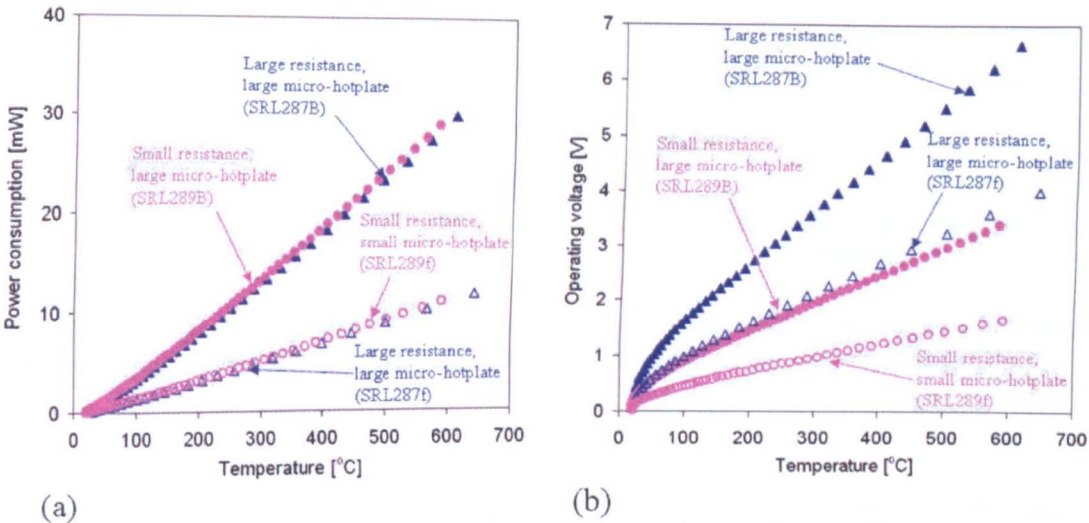 40
30
20
10
0
Power consumption [mW]
Large resistance,
large micro-hotplate
(SRL287B)
Small resistance,
large micro-hotplate
(SRL289B)
Small resistance,
small micro-hotplate
(SRL289f)
Large resistance,
large micro-hotplate
(SRL287f)
0 100 200 300 400 500 600 700
Temperature [°C]
(a)
7
6
5
4
3
2
1
0
Operating voltage [V]
Large resistance,
large micro-hotplate
(SRL287B)
Large resistance,
large micro-hotplate
(SRL287f)
Small resistance,
large micro-hotplate
(SRL289B)
Small resistance,
small micro-hotplate
(SRL289f)
0 100 200 300 400 500 600 700
Temperature [°C]
(b)